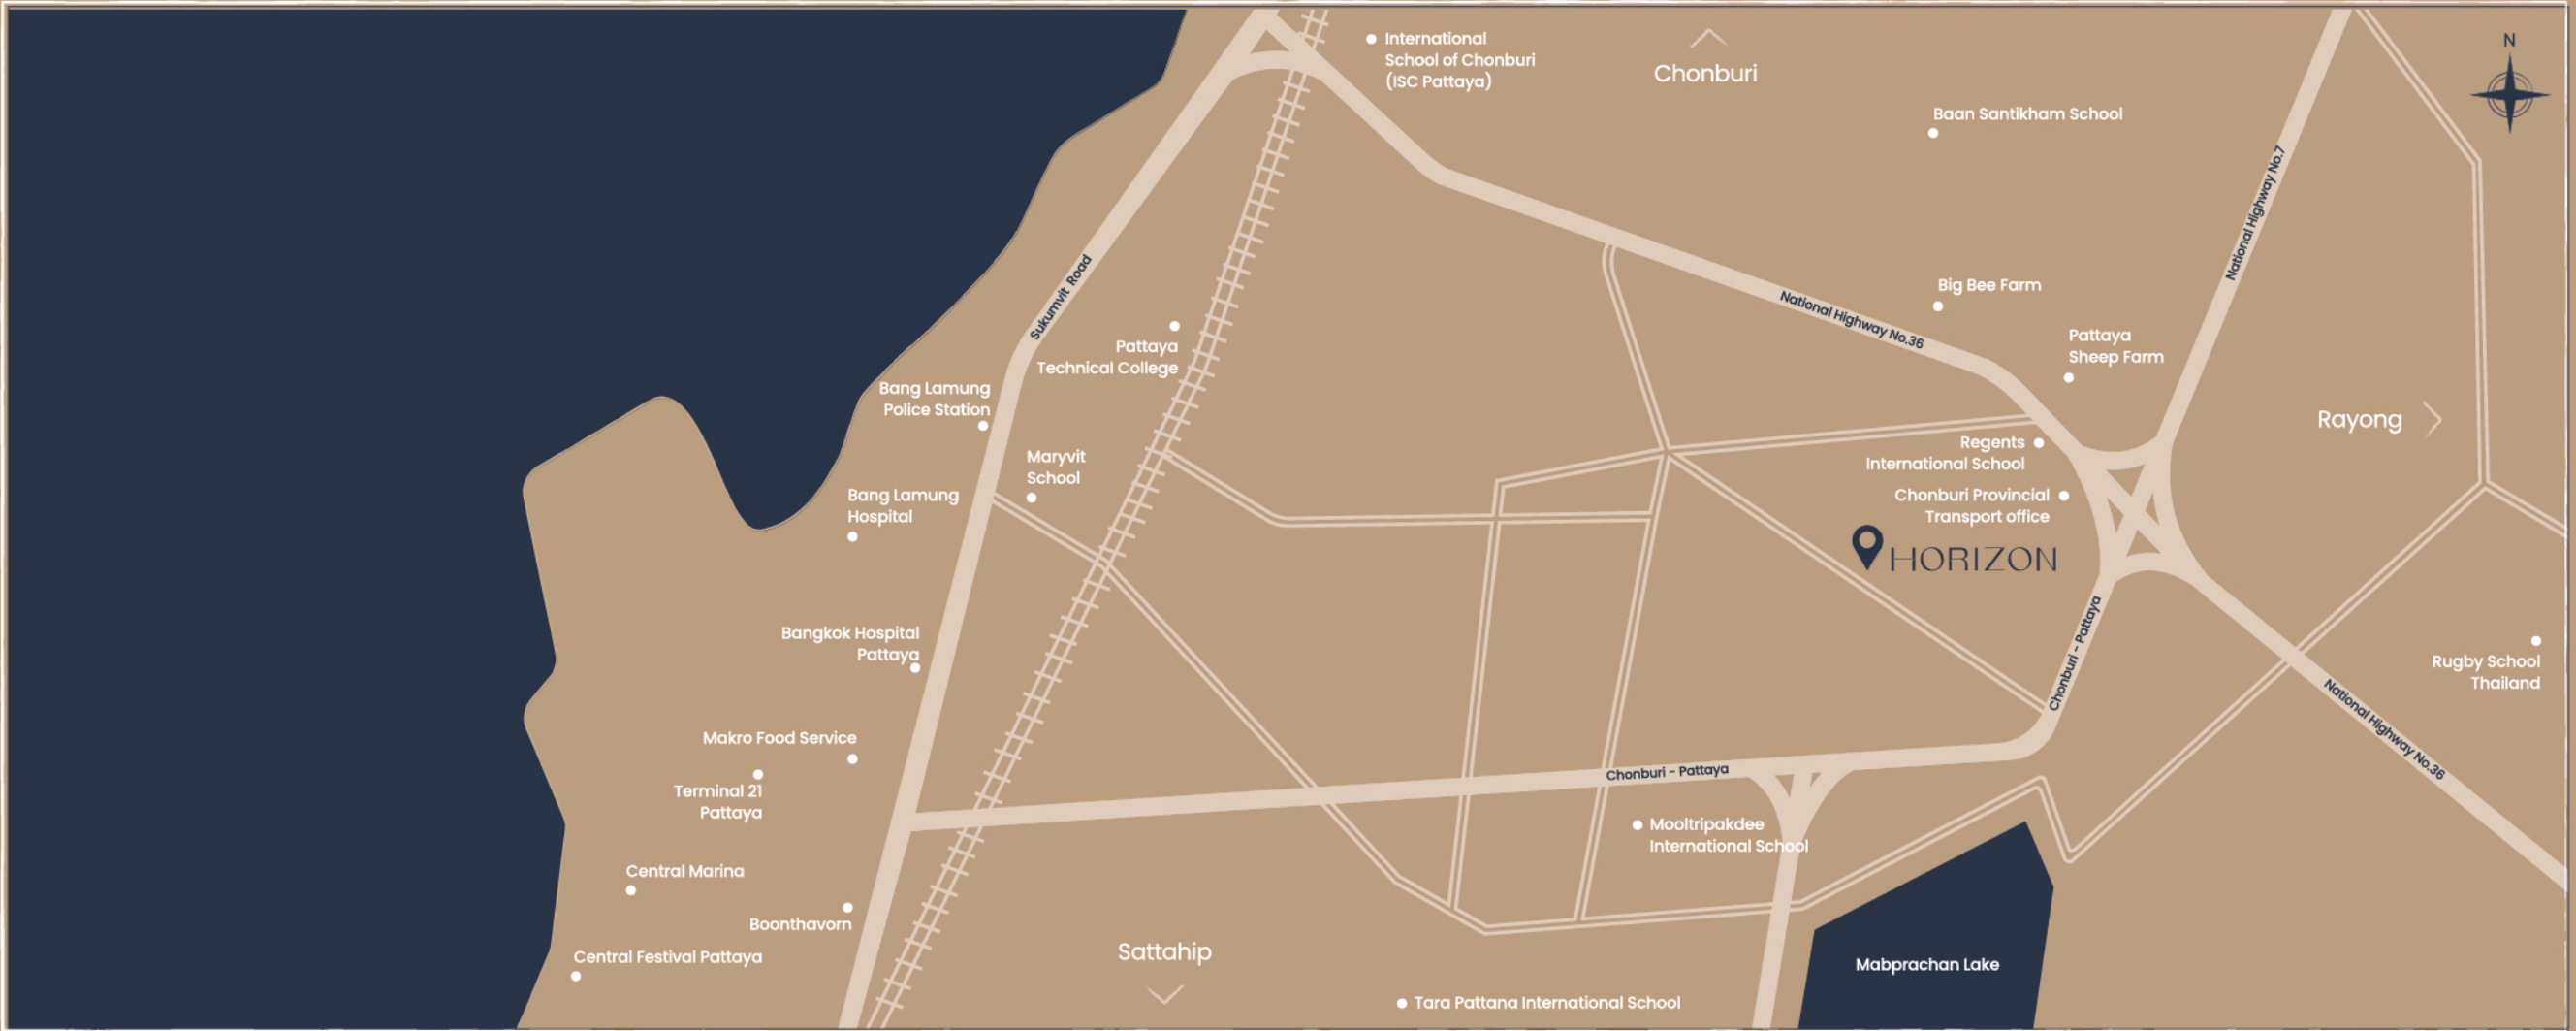 International
School of Chonburi
(ISC Pattaya)
Chonburi
N
Baan Santikham School
National Highway No.7
Sukumvit Road
Big Bee Farm
National Highway No.36
Pattaya
Sheep Farm
Pattaya
Technical College
Bang Lamung
Police Station
Rayong
Regents
International School
Maryvit
School
Bang Lamung
Hospital
Chonburi Provincial
Transport office
HORIZON
Chonburi - Pattaya
Bangkok Hospital
Pattaya
Rugby School
Thailand
National Highway No.36
Makro Food Service
Terminal 21
Pattaya
Chonburi - Pattaya
Mooltripakdee
International School
Central Marina
Boonthavorn
Central Festival Pattaya
Sattahip
Mabprachan Lake
Tara Pattana International School